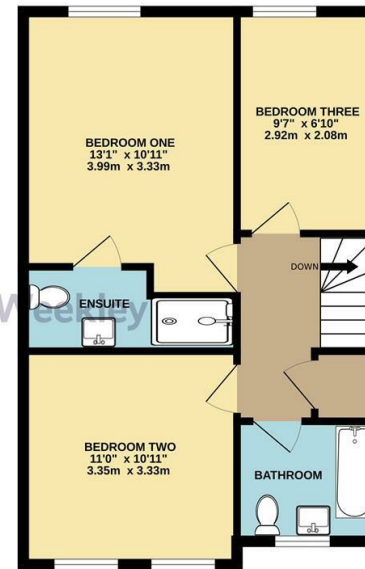 BEDROOM ONE
13'1" x 10'11"
3.99m x 3.33m
BEDROOM THREE
9'7" x 6'10"
2.92m x 2.08m
DOWN
ENSUITE
Weekley
BEDROOM TWO
11'0" x 10'11"
3.35m x 3.33m
BATHROOM